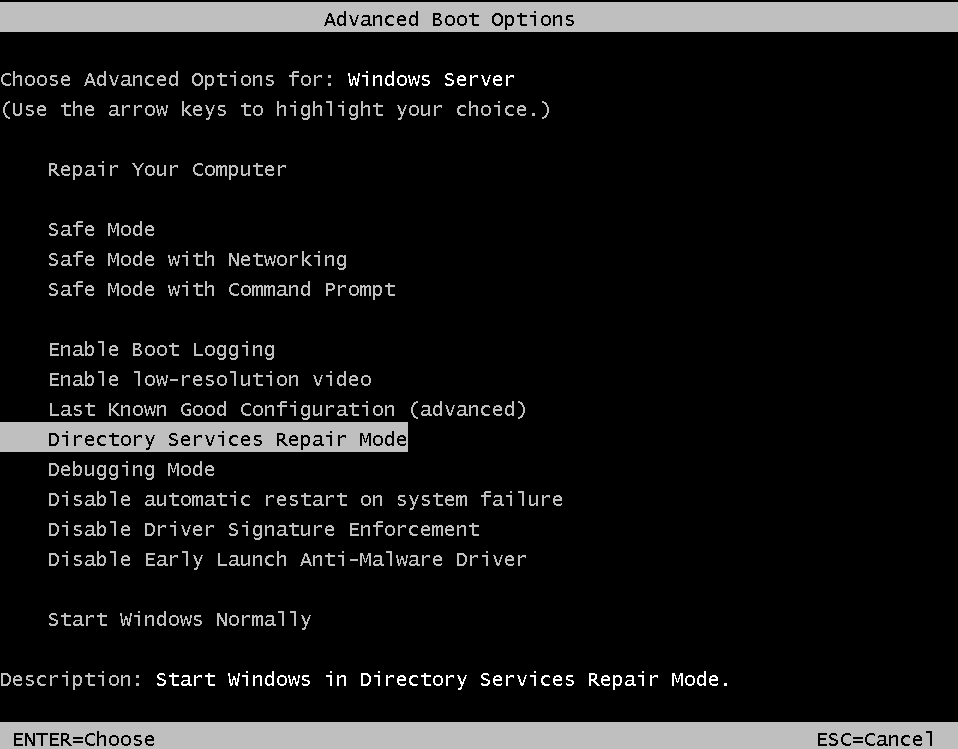 Advanced Boot Options
Choose Advanced Options for: Windows Server
(Use the arrow keys to highlight your choice.)
Repair Your Computer
Safe Mode
Safe Mode with Networking
Safe Mode with Command Prompt
Enable Boot Logging
Enable low-resolution video
Last Known Good Configuration (advanced)
Directory Services Repair Mode
Debugging Mode
Disable automatic restart on system failure
Disable Driver Signature Enforcement
Disable Early Launch Anti-Malware Driver
Start Windows Normally
Description: Start Windows in Directory Services Repair Mode.
ENTER=Choose ESC=Cancel